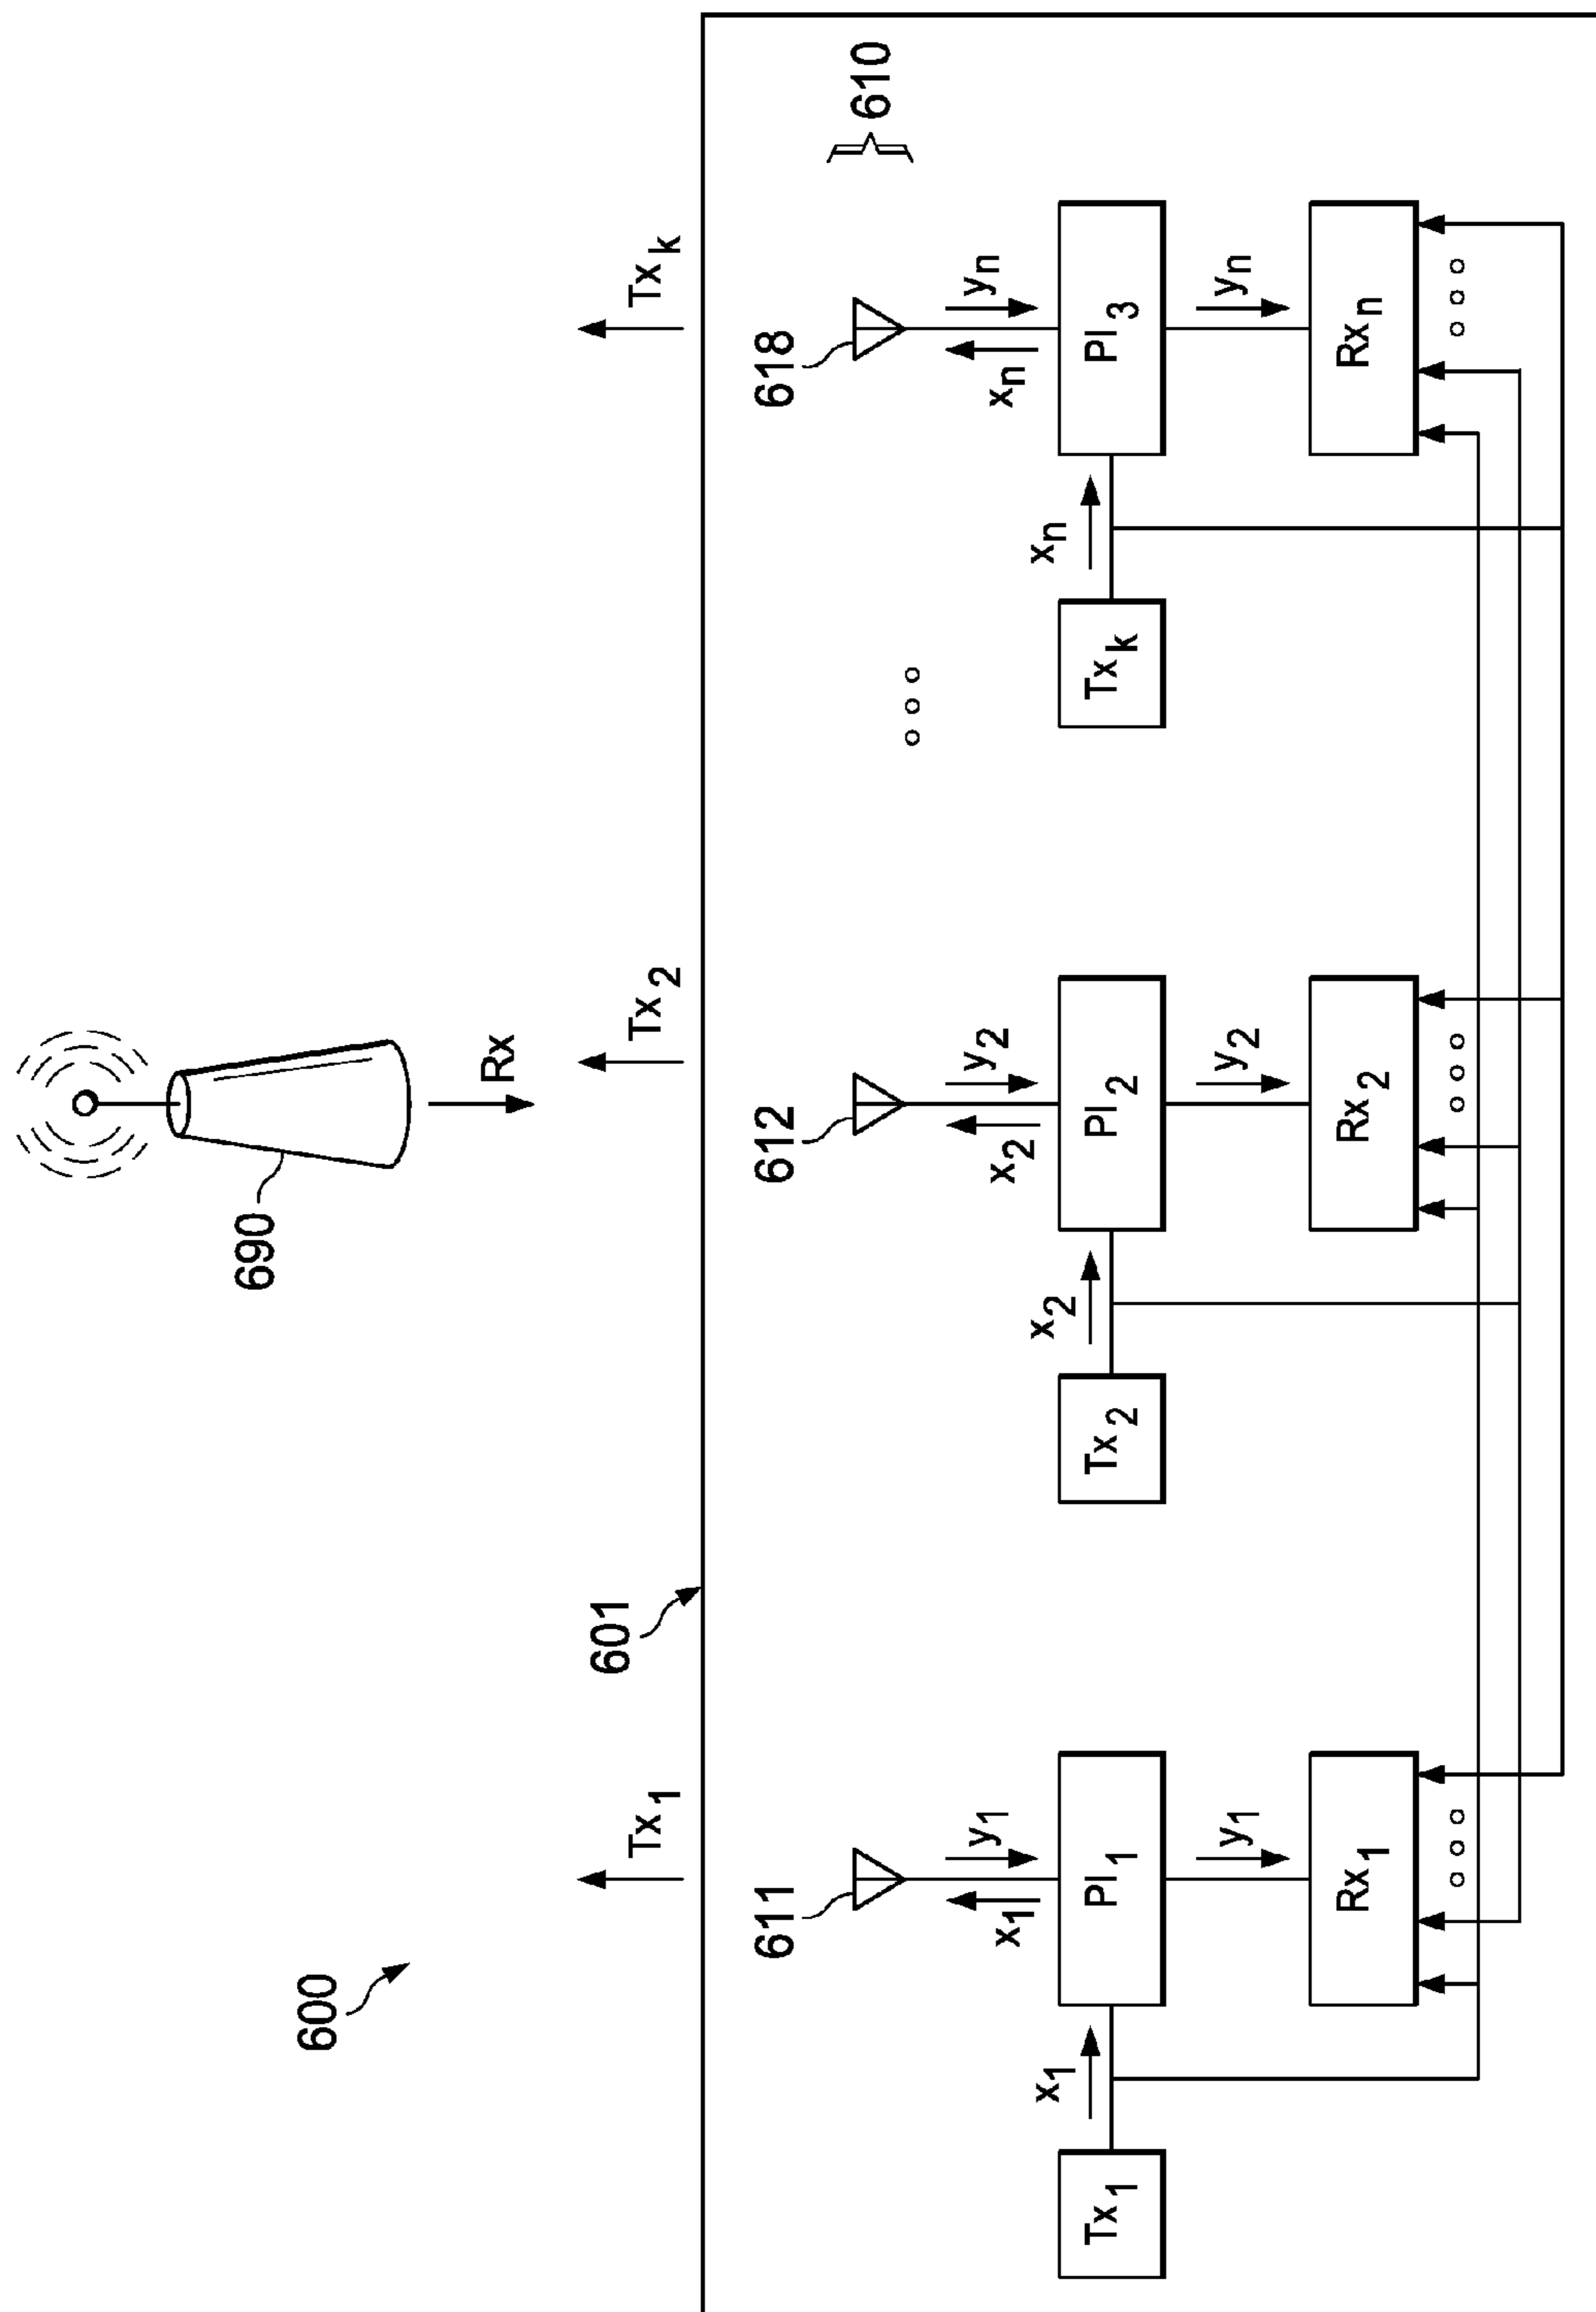 600
690
Rx
Tx1
Tx2
Txk
601
610
611
612
618
x1
y1
x2
y2
xn
yn
Tx1
x1
PI1
Tx2
x2
PI2
Txk
xn
PI3
y1
y2
yn
Rx1
Rx2
Rxn